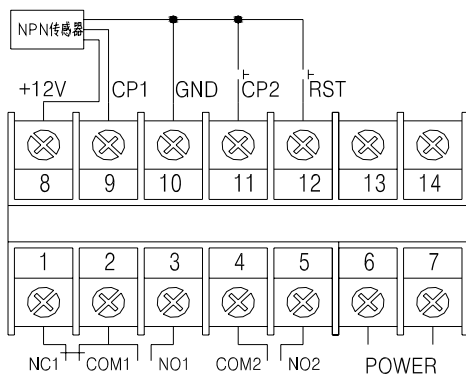 NPN传感器
+12V CP1 GND CP2 RST
8 9 10 11 12 13 14
1 2 3 4 5 6 7
NC1 COM1 NO1 COM2 NO2 POWER